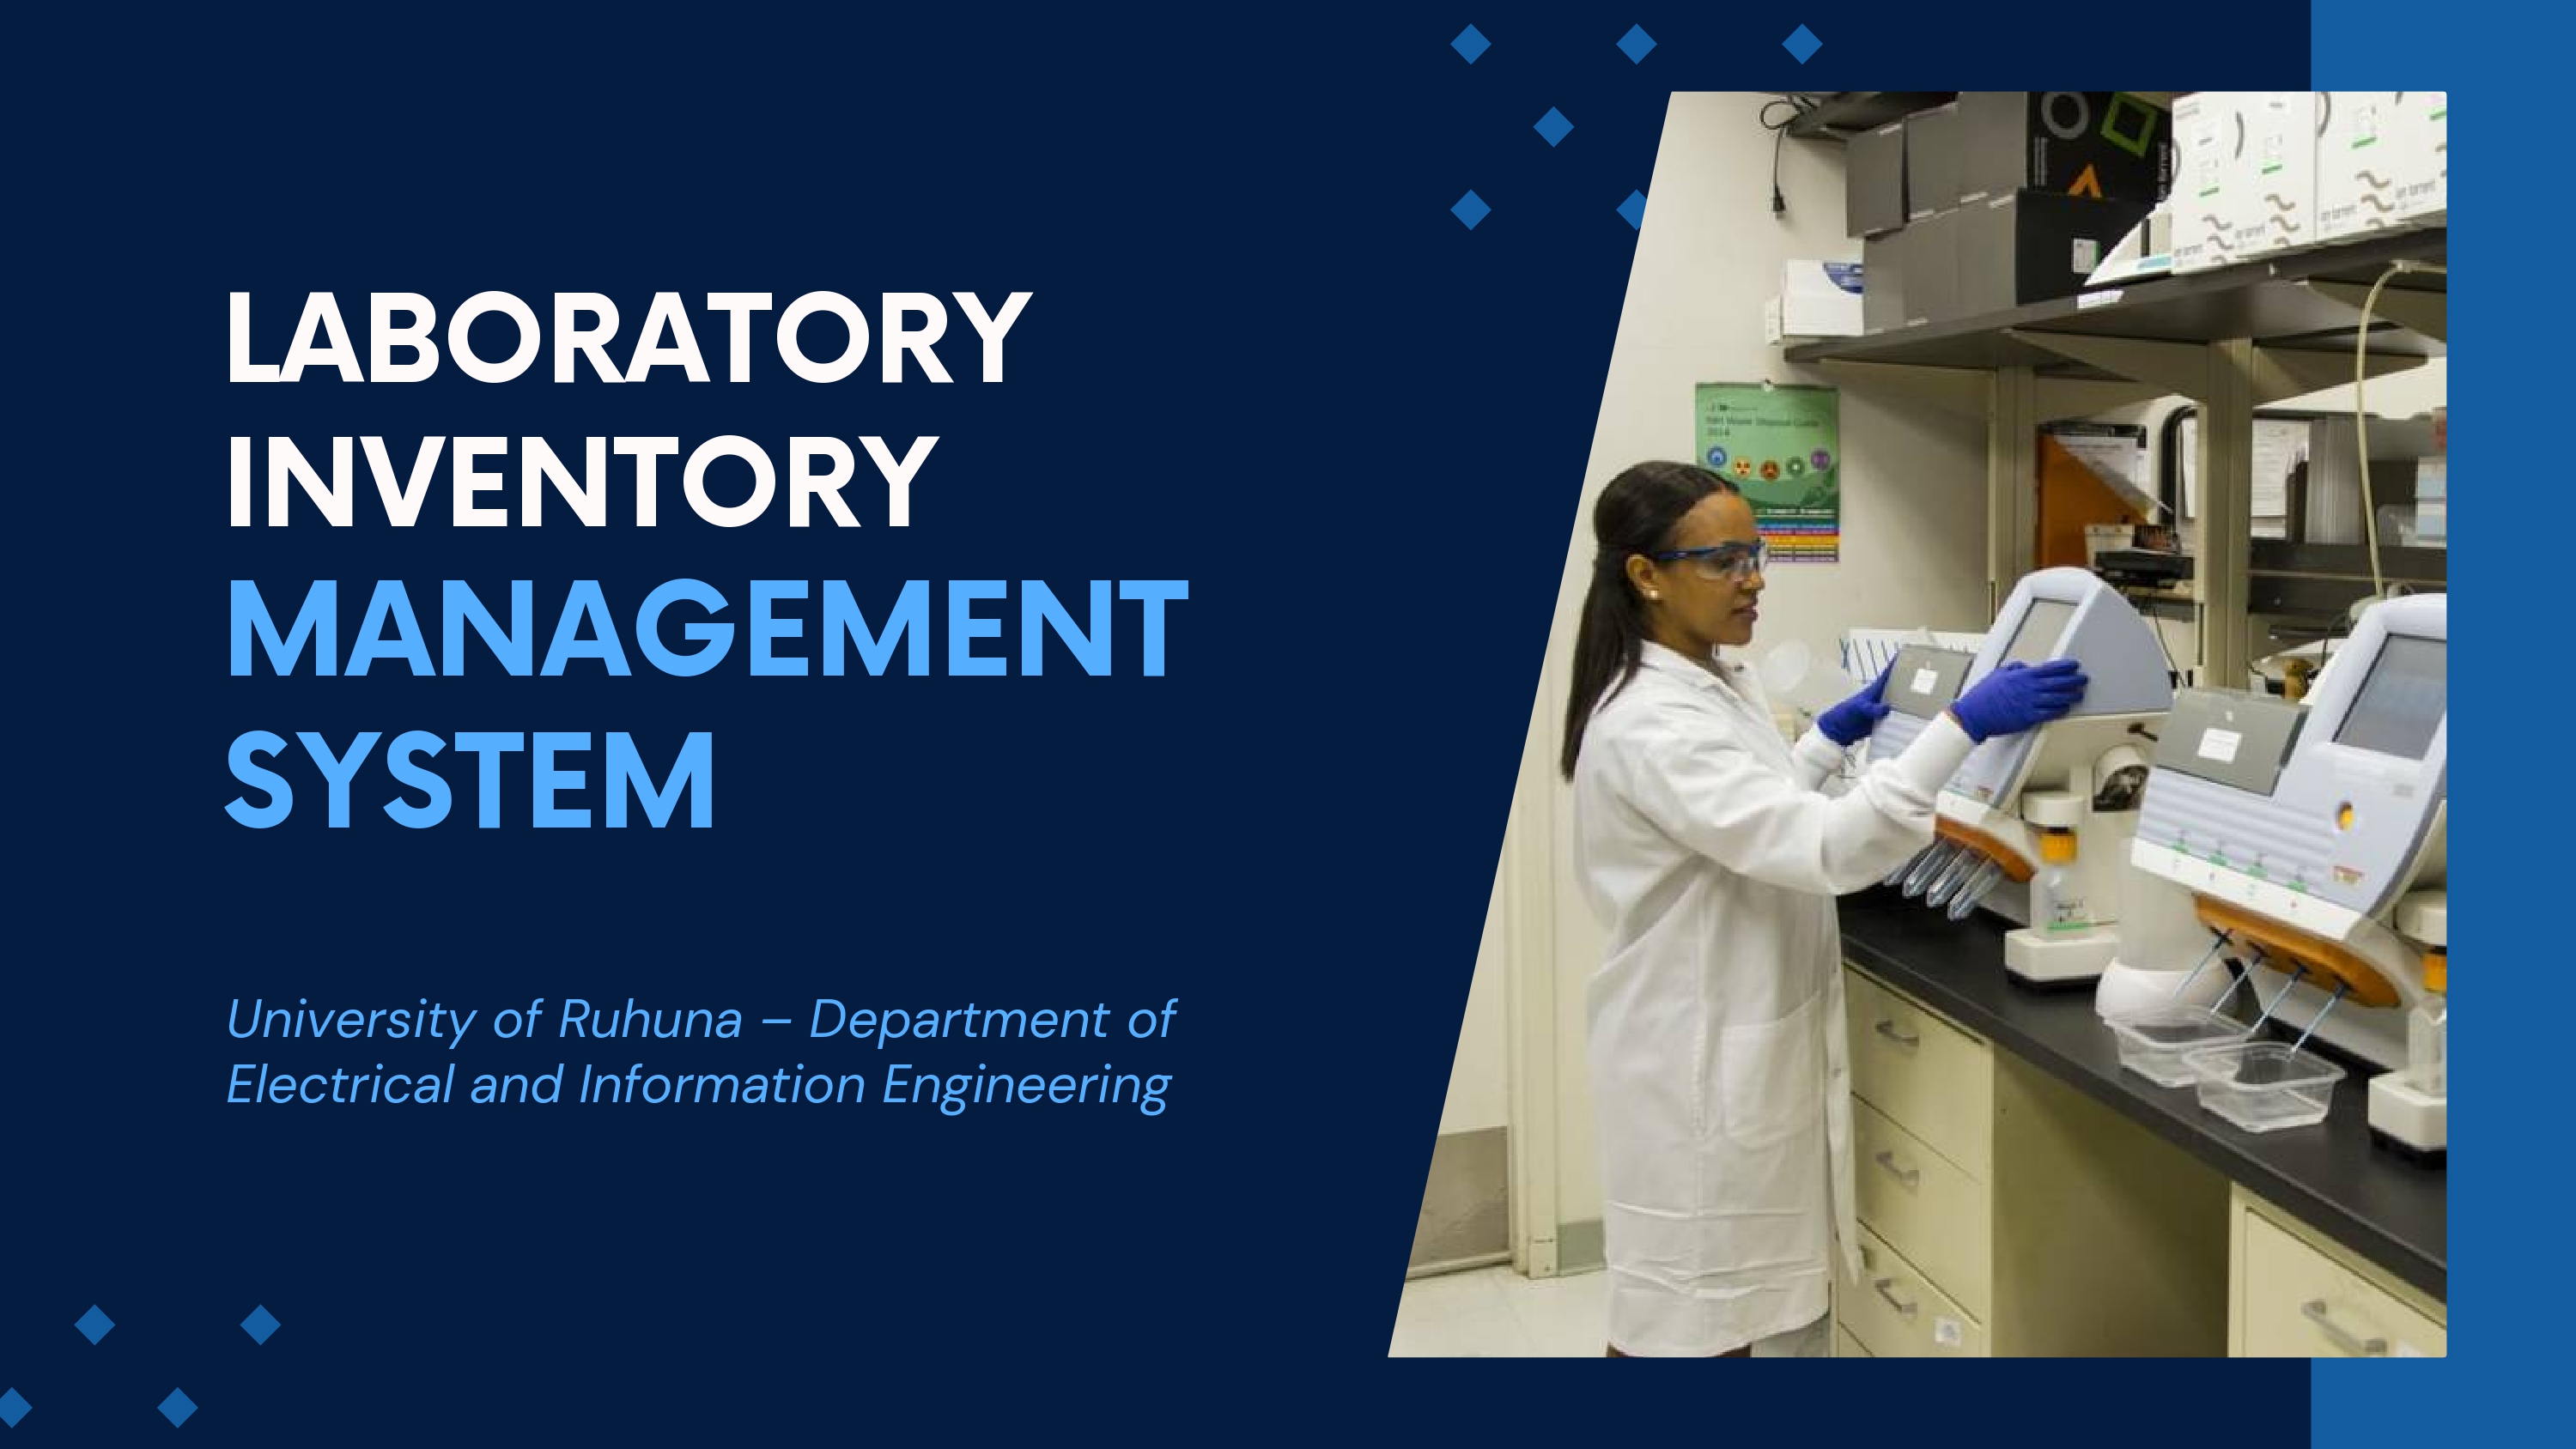 LABORATORY
INVENTORY
MANAGEMENT
SYSTEM
University of Ruhuna – Department of
Electrical and Information Engineering